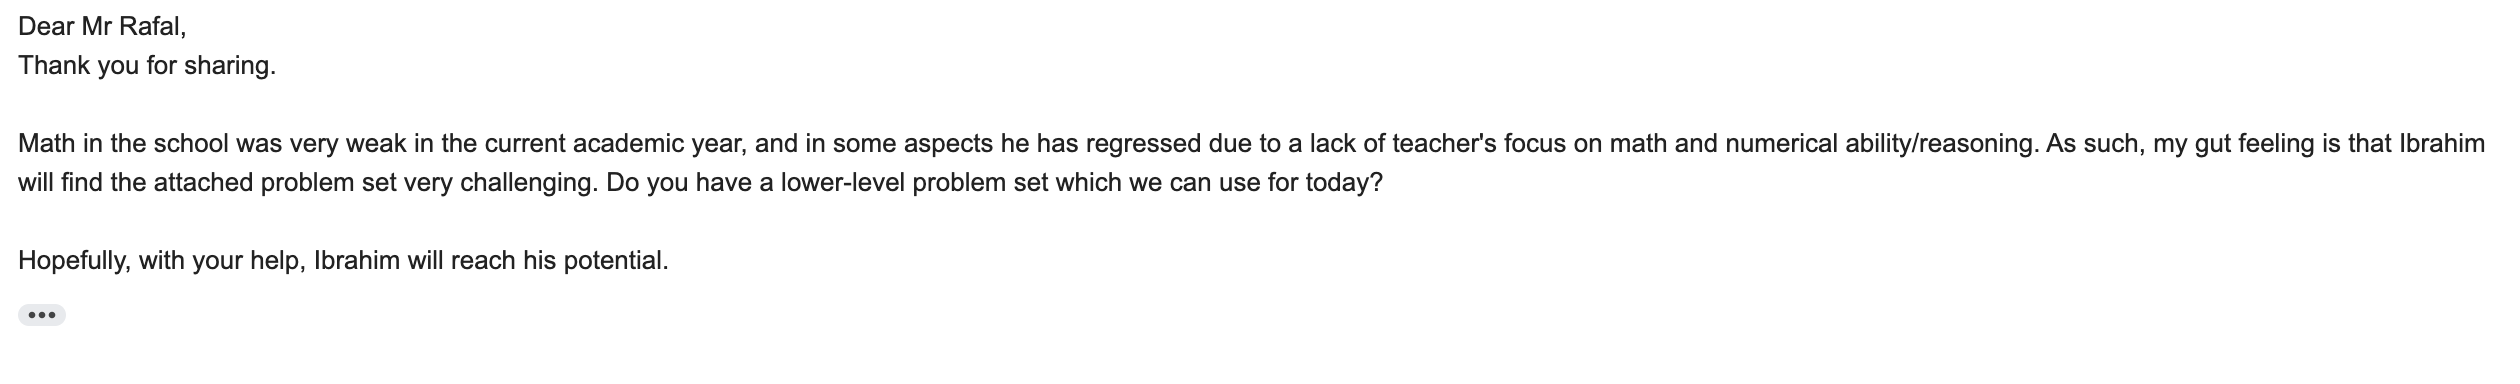 Dear Mr Rafal,
Thank you for sharing.
Math in the school was very weak in the current academic year, and in some aspects he has regressed due to a lack of teacher's focus on math and numerical ability/reasoning. As such, my gut feeling is that Ibrahim
will find the attached problem set very challenging. Do you have a lower-level problem set which we can use for today?
Hopefully, with your help, Ibrahim will reach his potential.